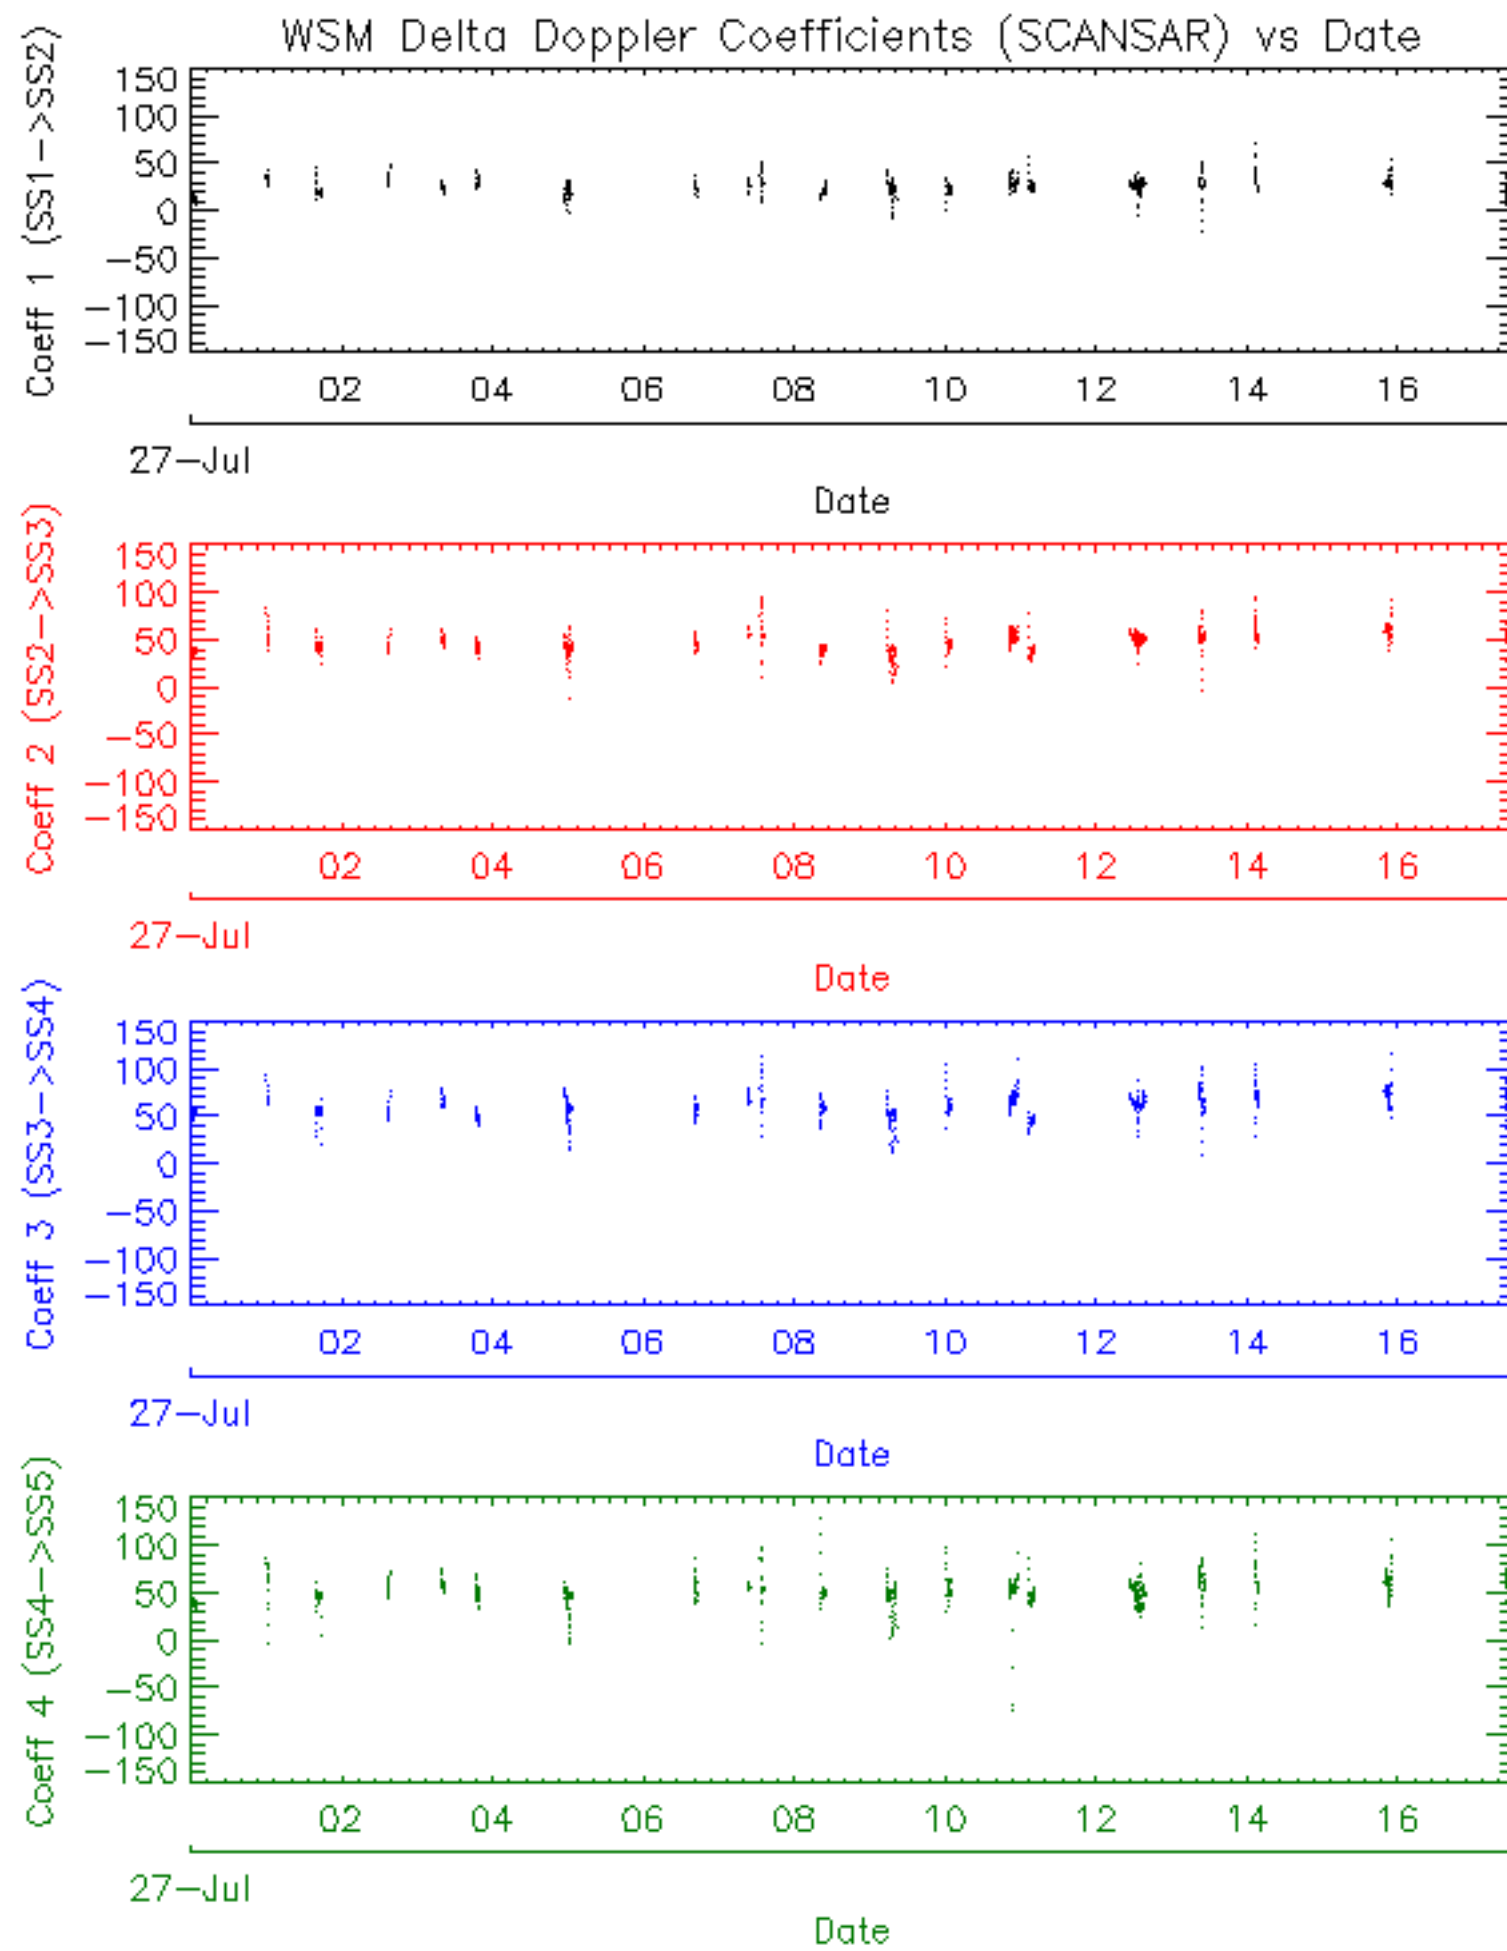 WSM Delta Doppler Coefficients (SCANSAR) vs Date
Coeff 1 (SS1->SS2)
150
100
50
0
-50
-100
-150
02 04 06 08 10 12 14 16
27-Jul
Date
Coeff 2 (SS2->SS3)
150
100
50
0
-50
-100
-150
02 04 06 08 10 12 14 16
27-Jul
Date
Coeff 3 (SS3->SS4)
150
100
50
0
-50
-100
-150
02 04 06 08 10 12 14 16
27-Jul
Date
Coeff 4 (SS4->SS5)
150
100
50
0
-50
-100
-150
02 04 06 08 10 12 14 16
27-Jul
Date